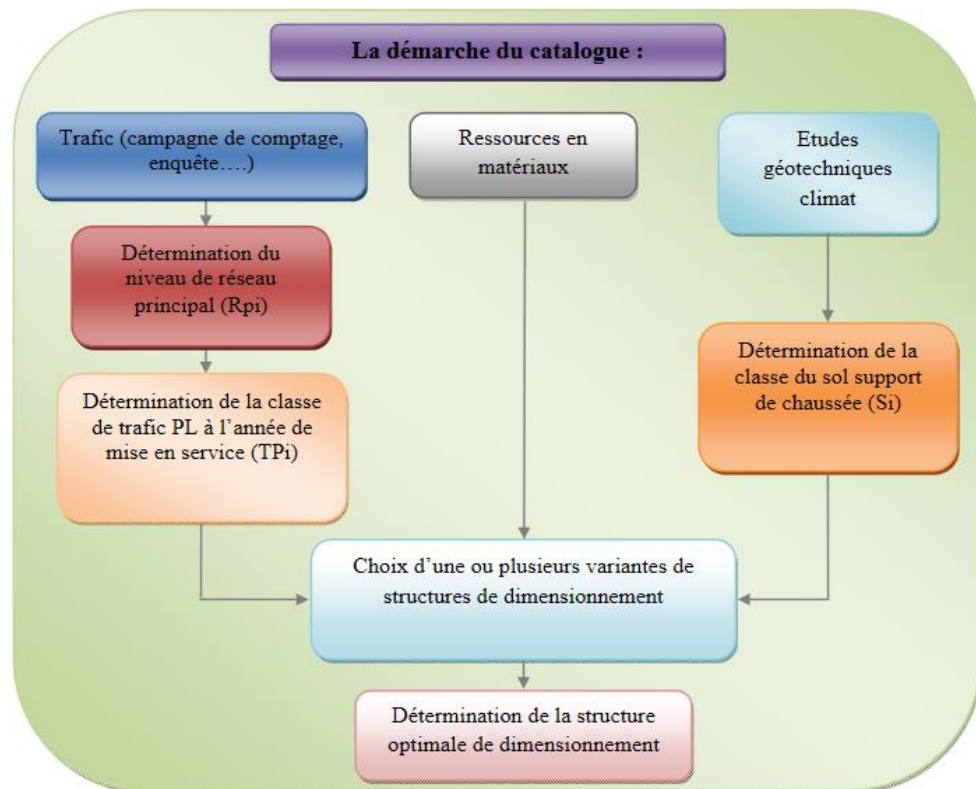 La démarche du catalogue :
Trafic (campagne de comptage,
enquête….)
Ressources en
matériaux
Etudes
géotechniques
climat
Détermination du
niveau de réseau
principal (Rpi)
Détermination de la classe
de trafic PL à l’année de
mise en service (TPi)
Détermination de la
classe du sol support
de chaussée (Si)
Choix d’une ou plusieurs variantes de
structures de dimensionnement
Détermination de la structure
optimale de dimensionnement